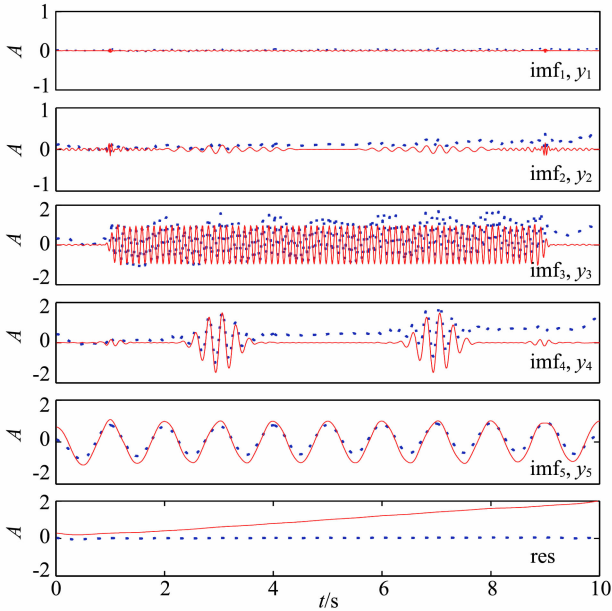 1
A 0
-1
imf1, y1
1
A 0
-1
imf2, y2
2
A 0
-2
imf3, y3
2
A 0
-2
imf4, y4
2
A 0
-2
imf5, y5
2
A 0
2
res
0 2 4 6 8 10
t/s